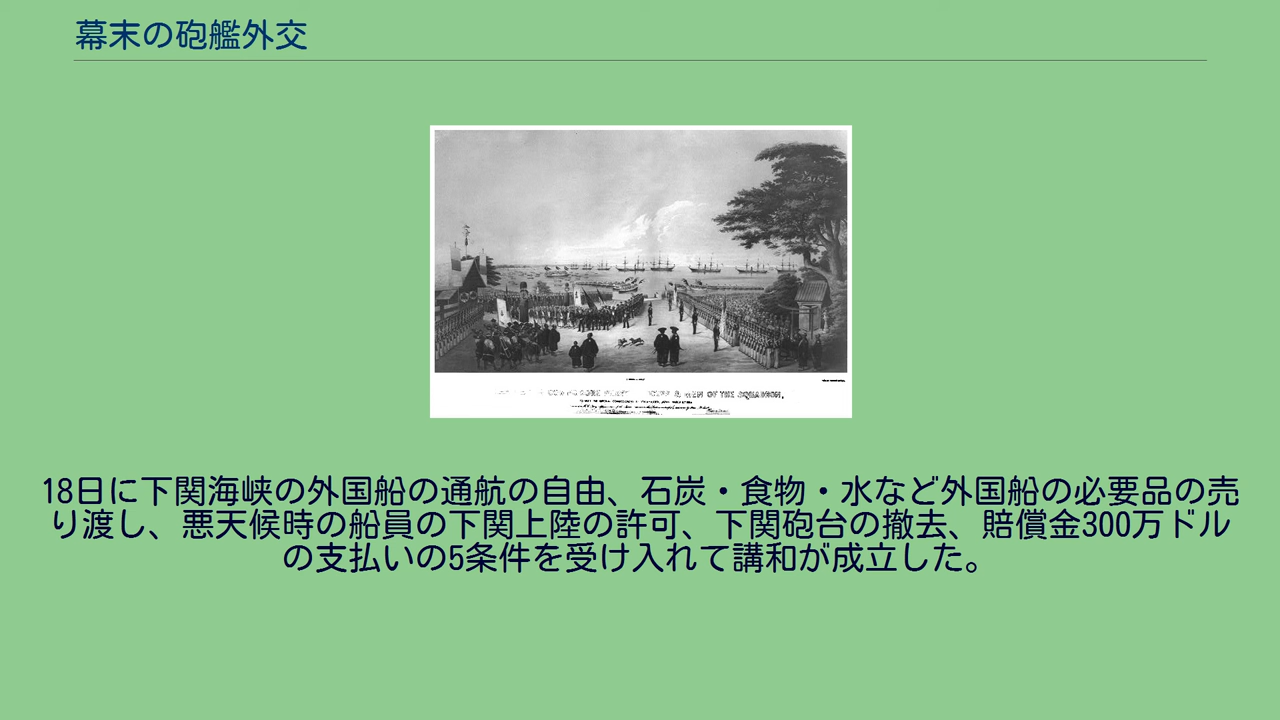 幕末の砲艦外交
OF THE SQUADRON,
18日に下関海峡の外国船の通航の自由、石炭・食物・水など外国船の必要品の売
り渡し、悪天候時の船員の下関上陸の許可、下関砲台の撤去、賠償金300万ドル
の支払いの5条件を受け入れて講和が成立した。